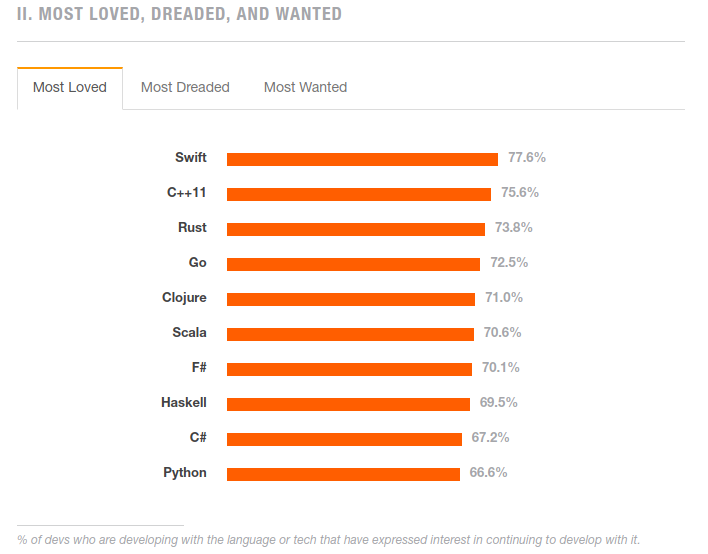 II. MOST LOVED, DREADED, AND WANTED
Most Loved Most Dreaded Most Wanted
Swift 77.6%
C++11 75.6%
Rust 73.8%
Go 72.5%
Clojure 71.0%
Scala 70.6%
F# 70.1%
Haskell 69.5%
C# 67.2%
Python 66.6%
% of devs who are developing with the language or tech that have expressed interest in continuing to develop with it.